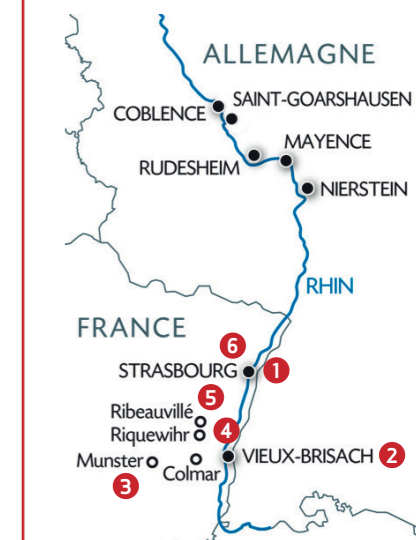 ALLEMAGNE
SAINT-GOARSHAUSEN
COBLENCE
MAYENCE
RUDESHEIM
NIERSTEIN
RHIN
FRANCE
6
STRASBOURG 1
5
Ribeauvillé
Riquewihr 4
VIEUX-BRISACH 2
Munster
Colmar
3